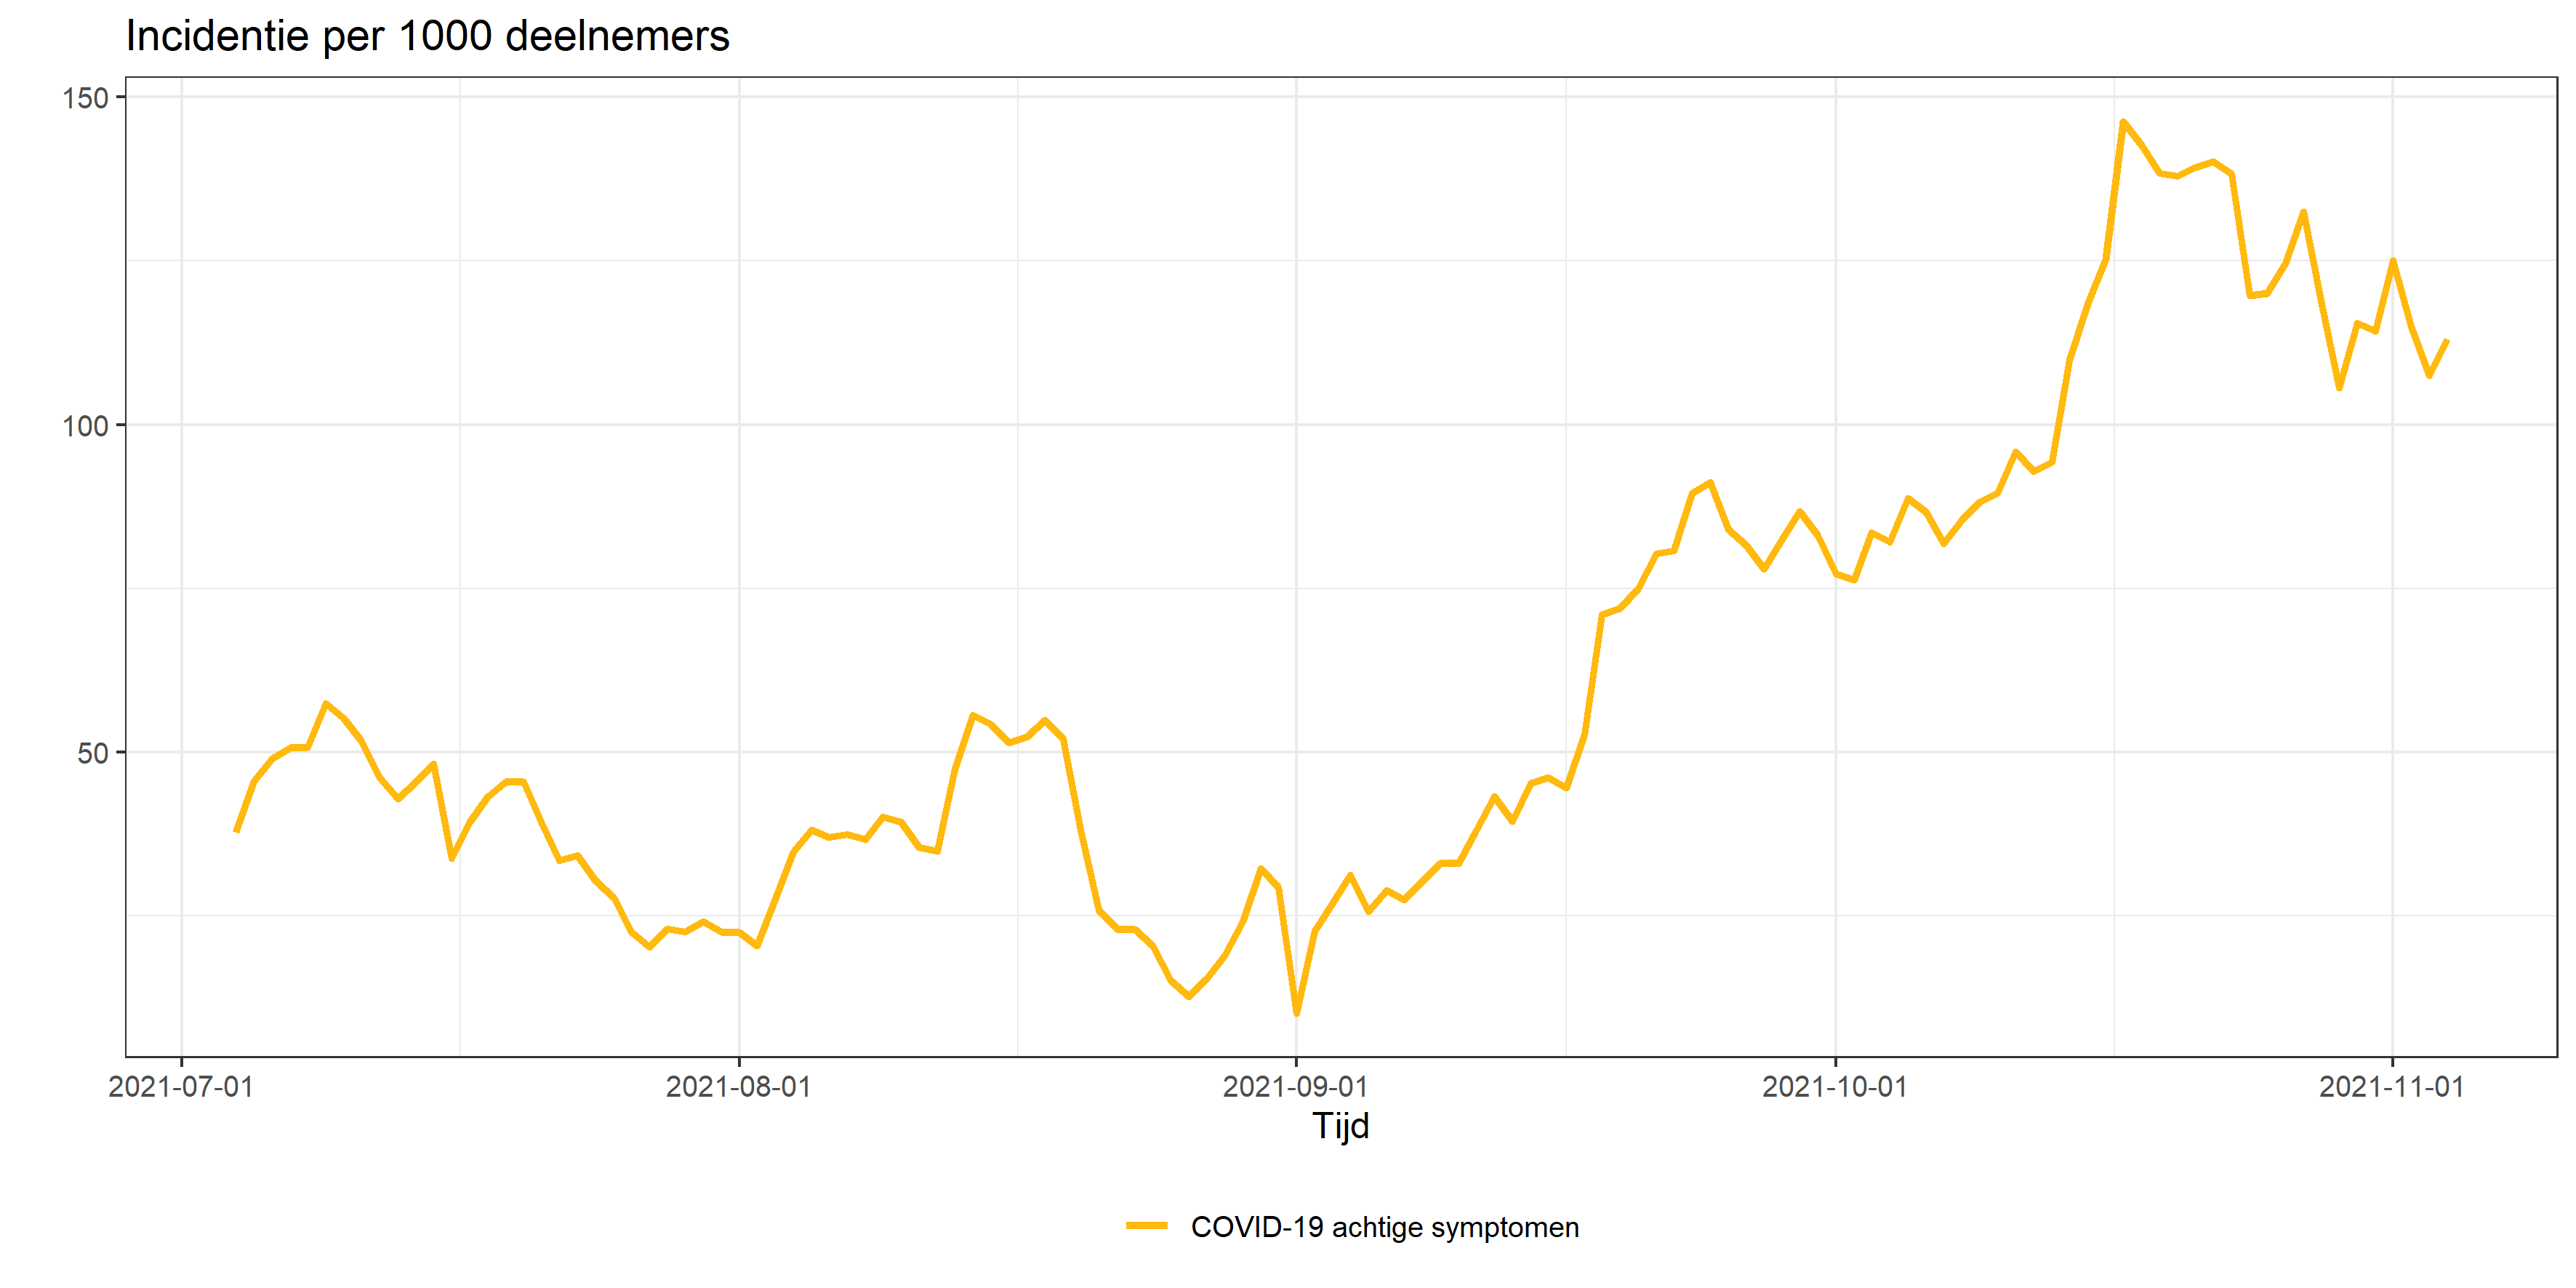 Incidentie per 1000 deelnemers
150
100
50
2021-07-01 2021-08-01 2021-09-01 2021-10-01 2021-11-01
Tijd
COVID-19 achtige symptomen